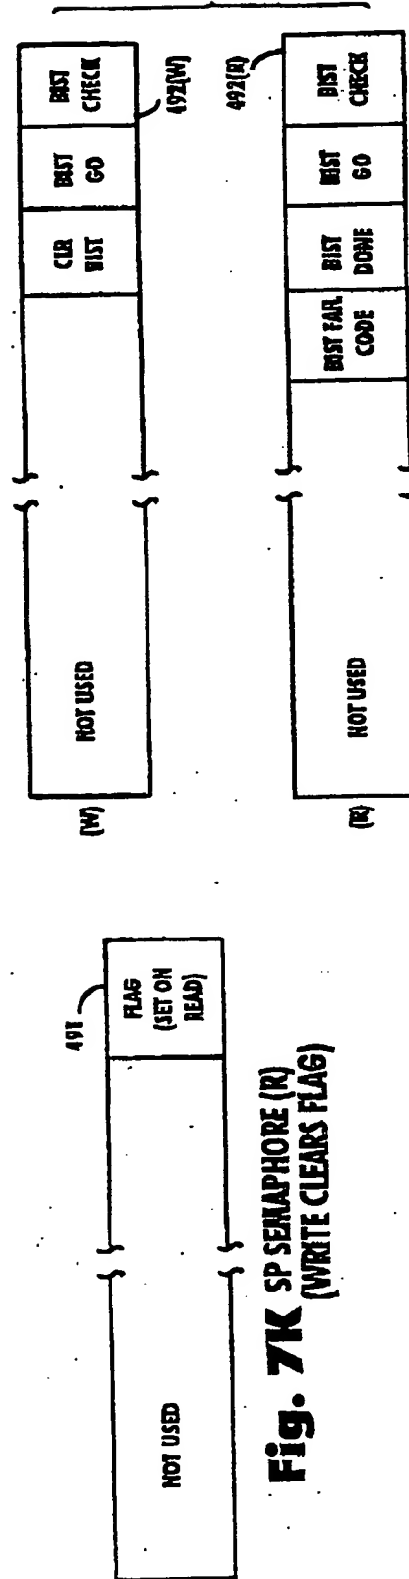 491
NOT USED
FLAG
(SET ON
READ)
Fig. 7K SP SEMAPHORE (R)
(WRITE CLEARS FLAG)
(W)
NOT USED
CLR
BIST
BIST
GO
BIST
CHECK
492(W)
492(R)
(R)
NOT USED
BIST FAIL
CODE
BIST
DONE
BIST
GO
BIST
CHECK